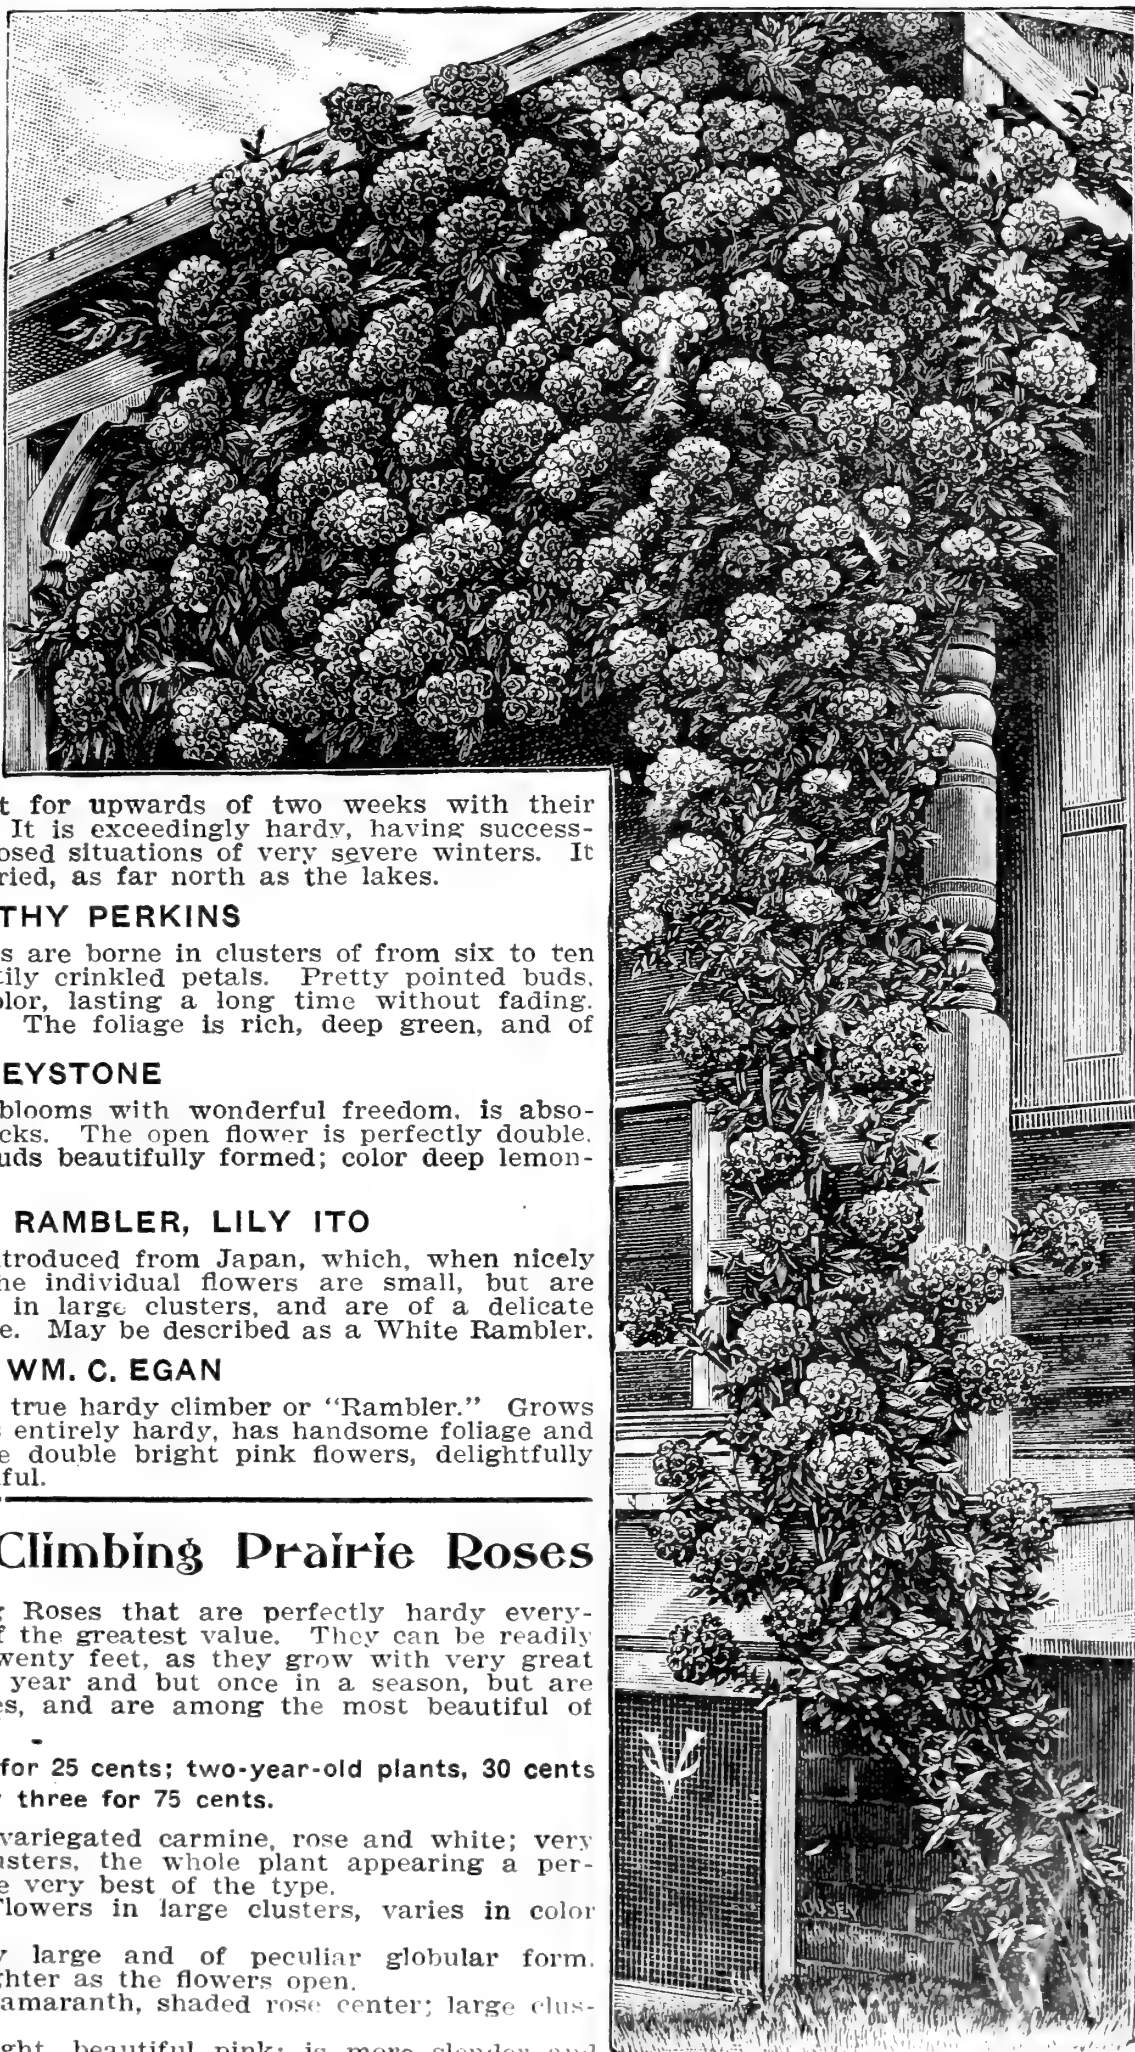 t for upwards of two weeks with their
It is exceedingly hardy, having success-
osed situations of very severe winters. It
ried, as far north as the lakes.
THY PERKINS
s are borne in clusters of from six to ten
tily crinkled petals. Pretty pointed buds,
olor, lasting a long time without fading.
The foliage is rich, deep green, and of
EYSTONE
blooms with wonderful freedom, is abso-
cks. The open flower is perfectly double.
uds beautifully formed; color deep lemon-
RAMBLER, LILY ITO
troduced from Japan, which, when nicely
he individual flowers are small, but are
in large clusters, and are of a delicate
e. May be described as a White Rambler.
WM. C. EGAN
true hardy climber or "Rambler." Grows
s entirely hardy, has handsome foliage and
e double bright pink flowers, delightfully
ful.
Climbing Prairie Roses
g Roses that are perfectly hardy every-
f the greatest value. They can be readily
wenty feet, as they grow with very great
year and but once in a season, but are
es, and are among the most beautiful of
for 25 cents; two-year-old plants, 30 cents
three for 75 cents.
variegated carmine, rose and white; very
usters, the whole plant appearing a per-
e very best of the type.
Flowers in large clusters, varies in color
y large and of peculiar globular form.
ghter as the flowers open.
amaranth, shaded rose center; large clus-
ght, beautiful pink; is more slender and